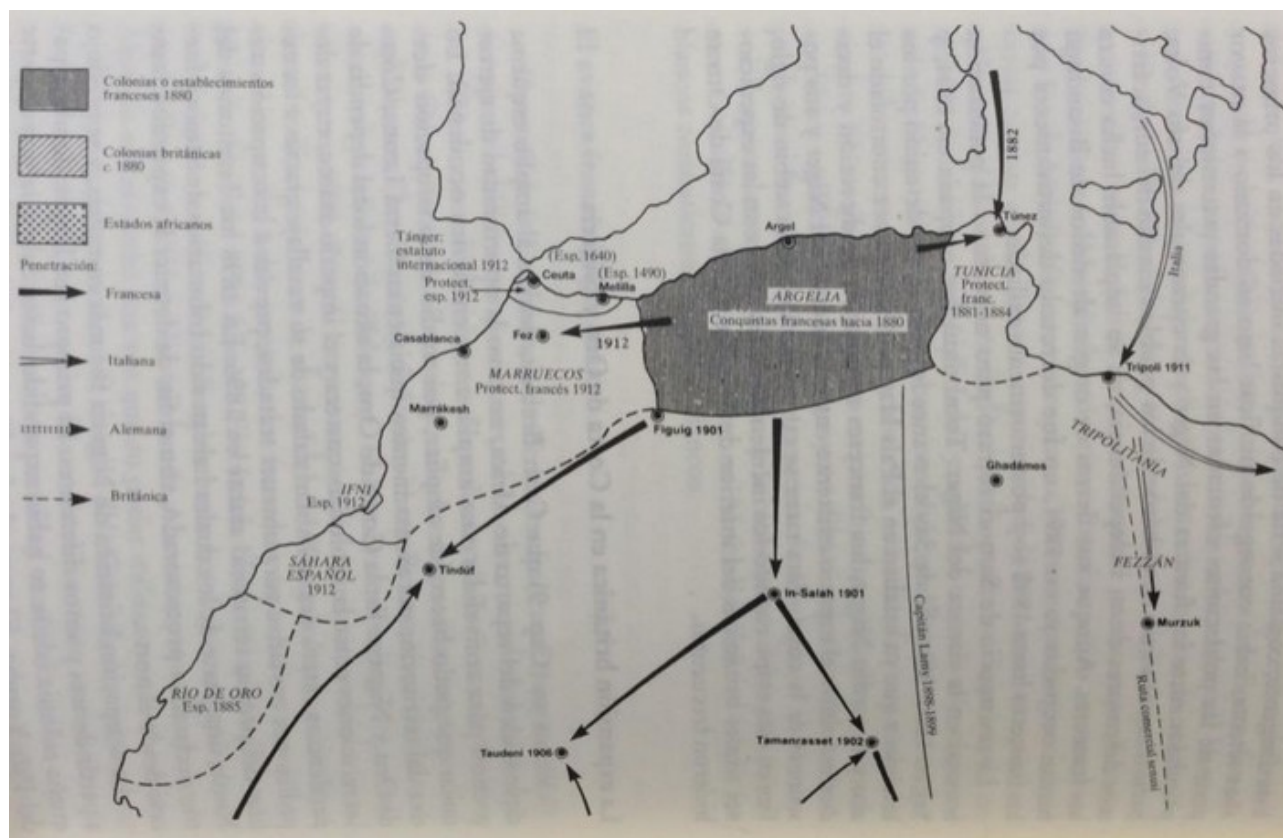 Colonias o establecimientos
franceses 1880
Colonias británicas
c. 1880
Estados africanos
Penetración:
Francesa
Italiana
Alemana
Británica
1882
Italia
Túnez
Argel
Tánger:
estatuto
internacional 1912
(Esp. 1640)
Ceuta
(Esp. 1490)
Melilla
Protect.
esp. 1912
TUNICIA
Protect.
franc.
1881-1884
ARGELIA
Conquistas francesas hacia 1880
Fez
1912
Casablanca
MARRUECOS
Protect. francés 1912
Trípoli 1911
Marrákesh
Figuig 1901
TRIPOLITANIA
Ghadámes
IFNI
Esp. 1912
SÁHARA
ESPAÑOL
1912
Tindúf
FEZZÁN
In-Salah 1901
Capitán Lamy 1898-1899
Murzuk
RÍO DE ORO
Esp. 1885
Ruta comercial senusi
Taudeni 1906
Tamanrasset 1902